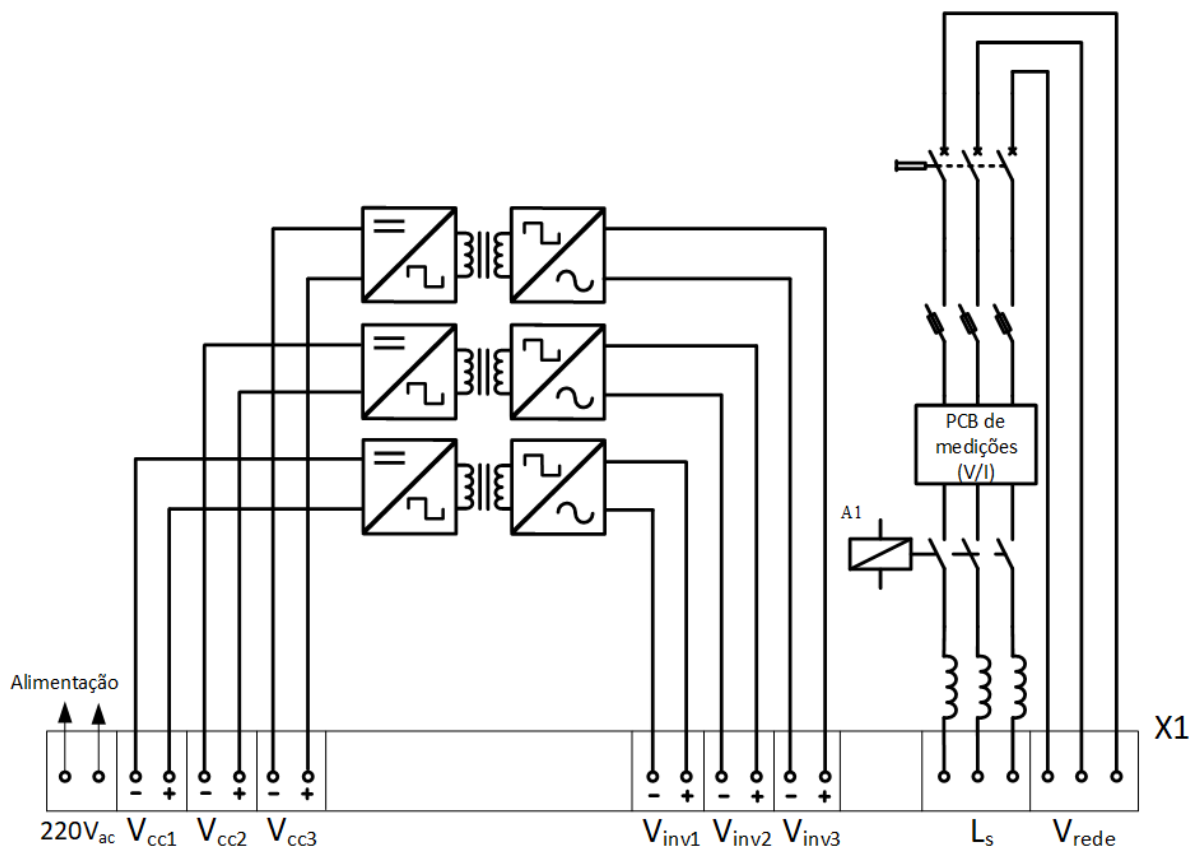 PCB de
medições
(V/I)
A1
Alimentação
X1
- + - + - + - + - + - +
220Vac Vcc1 Vcc2 Vcc3 Vinv1 Vinv2 Vinv3 Ls Vrede